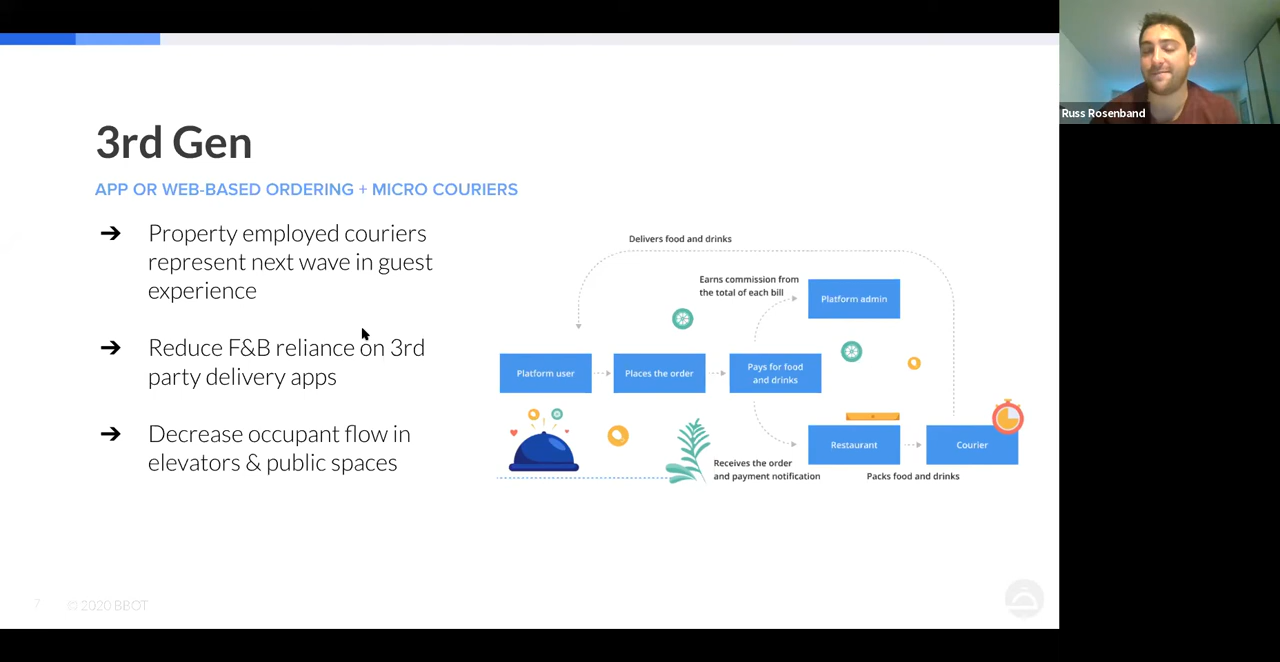 3rd Gen
APP OR WEB-BASED ORDERING + MICRO COURIERS
➔ Property employed couriers
represent next wave in guest
experience
➔ Reduce F&B reliance on 3rd
party delivery apps
➔ Decrease occupant flow in
elevators & public spaces
Delivers food and drinks
Earns commission from
the total of each bill
Platform admin
Platform user
Places the order
Pays for food
and drinks
Restaurant
Courier
Receives the order
and payment notification
Packs food and drinks
7
© 2020 BBOT
Russ Rosenband